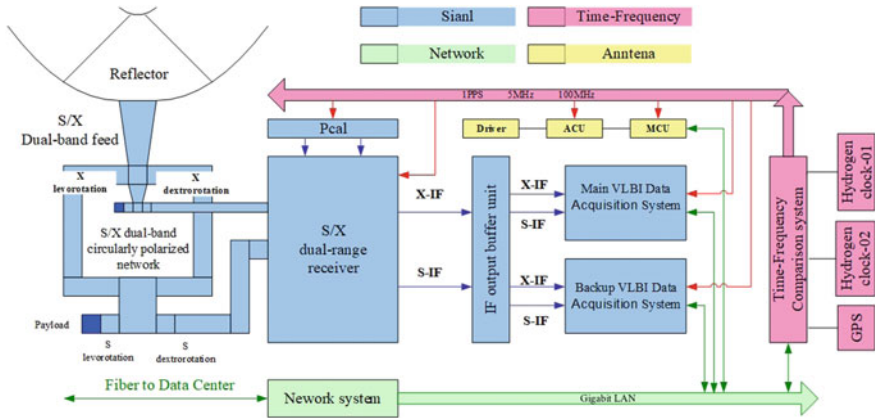 Sianl
Time-Frequency
Network
Anntena
Reflector
S/X
Dual-band feed
1PPS 5MHz 100MHz
Pcal
Driver
ACU
MCU
X
levorotation
X
dextrorotation
S/X dual-band
circularly polarized
network
S/X
dual-range
receiver
X-IF
S-IF
IF output buffer unit
X-IF
S-IF
X-IF
S-IF
Main VLBI Data
Acquisition System
Backup VLBI Data
Acquisition System
Time-Frequency
Comparison system
Hydrogen
clock-01
Hydrogen
clock-02
GPS
Payload
S
levorotation
S
dextrorotation
Fiber to Data Center
Nework system
Gigabit LAN